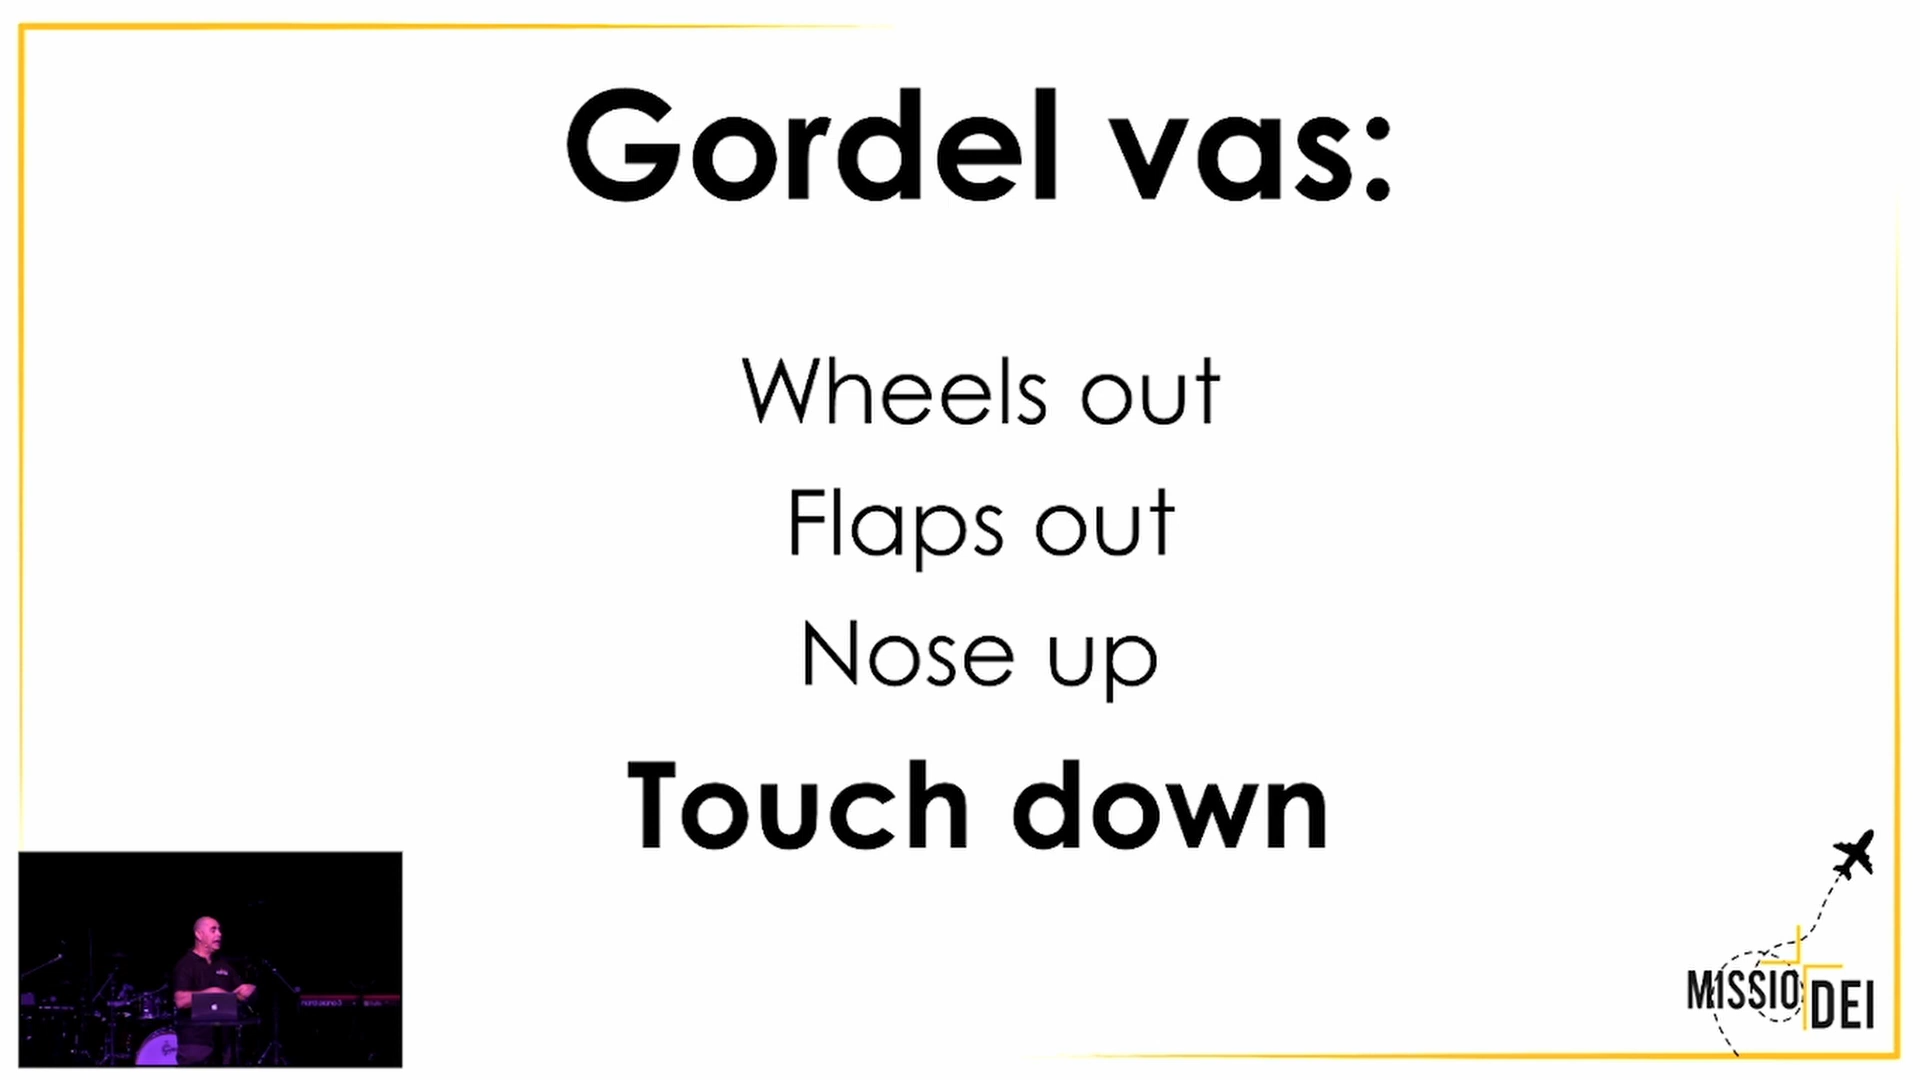 Gordel vas:
Wheels out
Flaps out
Nose up
Touch down
MISSIO
DEI